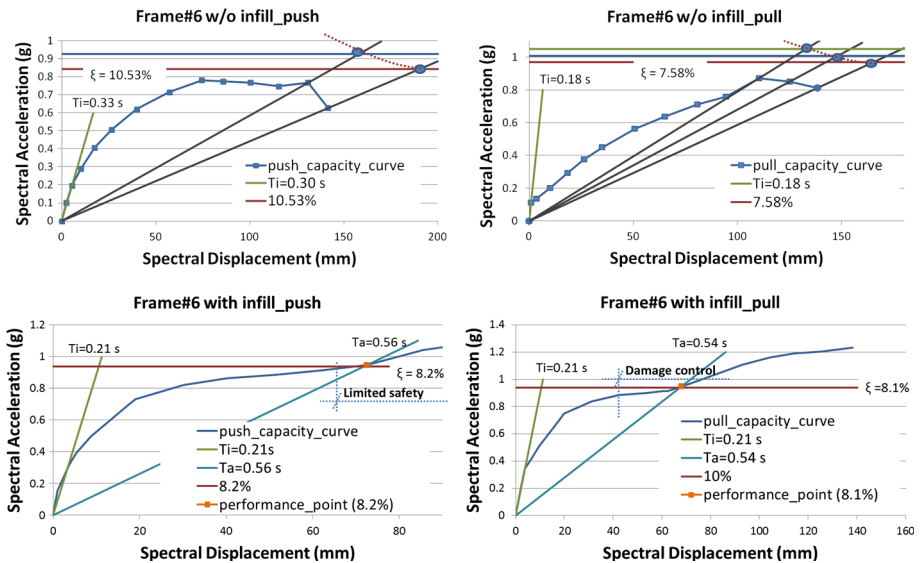 Frame#6 w/o infill_push
Spectral Acceleration (g)
1
0.9
0.8
0.7
0.6
0.5
0.4
0.3
0.2
0.1
0
ξ = 10.53%
Ti=0.33 s
push_capacity_curve
Ti=0.30 s
10.53%
0
50
100
150
200
Spectral Displacement (mm)
Frame#6 w/o infill_pull
Spectral Acceleration (g)
1
0.8
0.6
0.4
0.2
0
ξ = 7.58%
Ti=0.18 s
pull_capacity_curve
Ti=0.18 s
7.58%
0
50
100
150
Spectral Displacement (mm)
Frame#6 with infill_push
Spectral Acceleration (g)
1.2
1
0.8
0.6
0.4
0.2
0
Ti=0.21 s
Ta=0.56 s
ξ = 8.2%
Limited safety
push_capacity_curve
Ti=0.21s
Ta=0.56 s
8.2%
performance_point (8.2%)
0
20
40
60
80
Spectral Displacement (mm)
Frame#6 with infill_pull
Spectral Acceleration (g)
1.4
1.2
1
0.8
0.6
0.4
0.2
0
Ta=0.54 s
Ti=0.21 s
Damage control
ξ =8.1%
pull_capacity_curve
Ti=0.21 s
Ta=0.54 s
10%
performance_point (8.1%)
0
20
40
60
80
100
120
140
160
Spectral Displacement (mm)